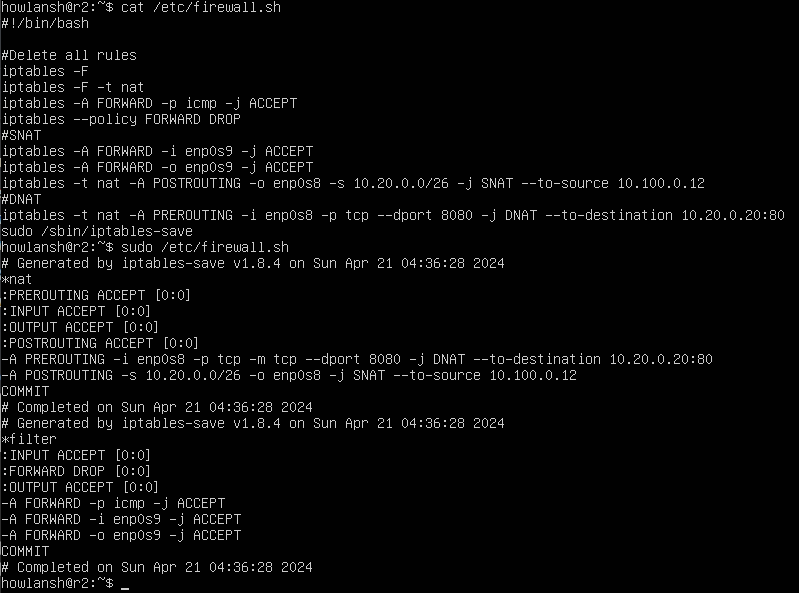 howlansh@r2:~$ cat /etc/firewall.sh
#!/bin/bash

#Delete all rules
iptables -F
iptables -F -t nat
iptables -A FORWARD -p icmp -j ACCEPT
iptables --policy FORWARD DROP
#SNAT
iptables -A FORWARD -i enp0s9 -j ACCEPT
iptables -A FORWARD -o enp0s9 -j ACCEPT
iptables -t nat -A POSTROUTING -o enp0s8 -s 10.20.0.0/26 -j SNAT --to-source 10.100.0.12
#DNAT
iptables -t nat -A PREROUTING -i enp0s8 -p tcp --dport 8080 -j DNAT --to-destination 10.20.0.20:80
sudo /sbin/iptables-save
howlansh@r2:~$ sudo /etc/firewall.sh
# Generated by iptables-save v1.8.4 on Sun Apr 21 04:36:28 2024
*nat
:PREROUTING ACCEPT [0:0]
:INPUT ACCEPT [0:0]
:OUTPUT ACCEPT [0:0]
:POSTROUTING ACCEPT [0:0]
-A PREROUTING -i enp0s8 -p tcp -m tcp --dport 8080 -j DNAT --to-destination 10.20.0.20:80
-A POSTROUTING -s 10.20.0.0/26 -o enp0s8 -j SNAT --to-source 10.100.0.12
COMMIT
# Completed on Sun Apr 21 04:36:28 2024
# Generated by iptables-save v1.8.4 on Sun Apr 21 04:36:28 2024
*filter
:INPUT ACCEPT [0:0]
:FORWARD DROP [0:0]
:OUTPUT ACCEPT [0:0]
-A FORWARD -p icmp -j ACCEPT
-A FORWARD -i enp0s9 -j ACCEPT
-A FORWARD -o enp0s9 -j ACCEPT
COMMIT
# Completed on Sun Apr 21 04:36:28 2024
howlansh@r2:~$ _